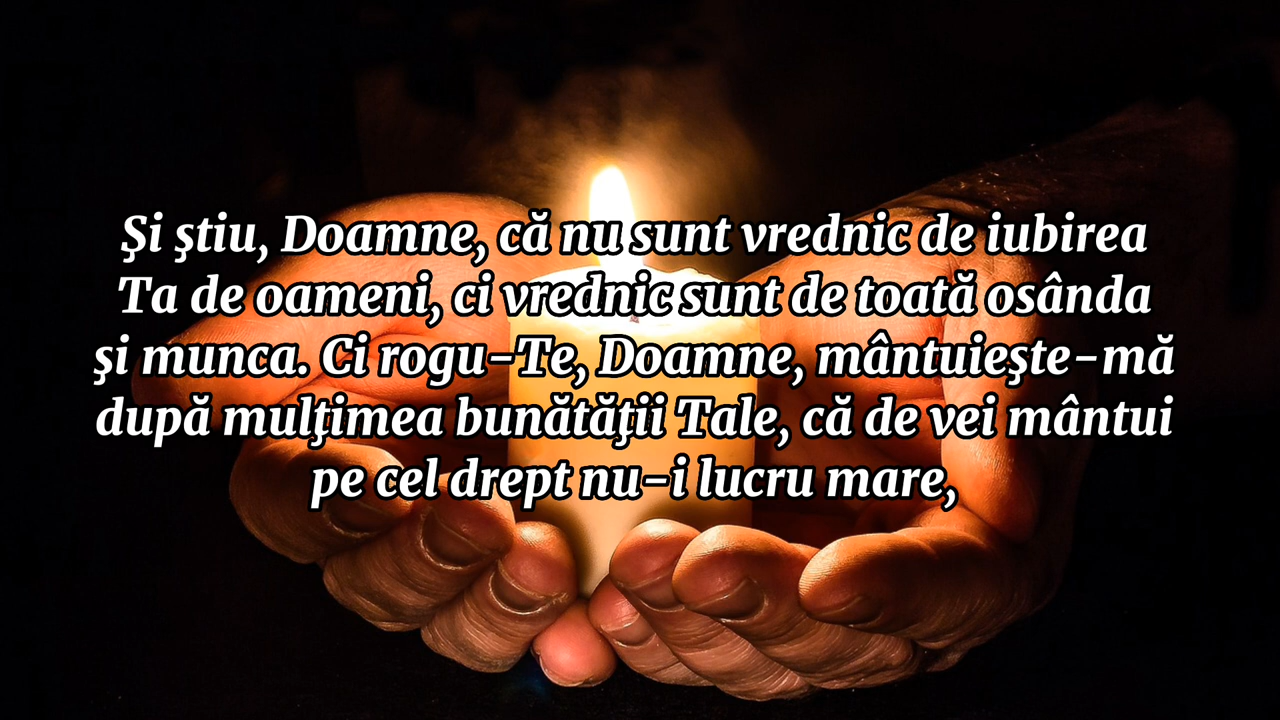 Şi ştiu, Doamne, că nu sunt vrednic de iubirea
Ta de oameni, ci vrednic sunt de toată osânda
şi munca. Ci rogu-Te, Doamne, mântuieşte-mă
după mulţimea bunătăţii Tale, că de vei mântui
pe cel drept nu-i lucru mare,